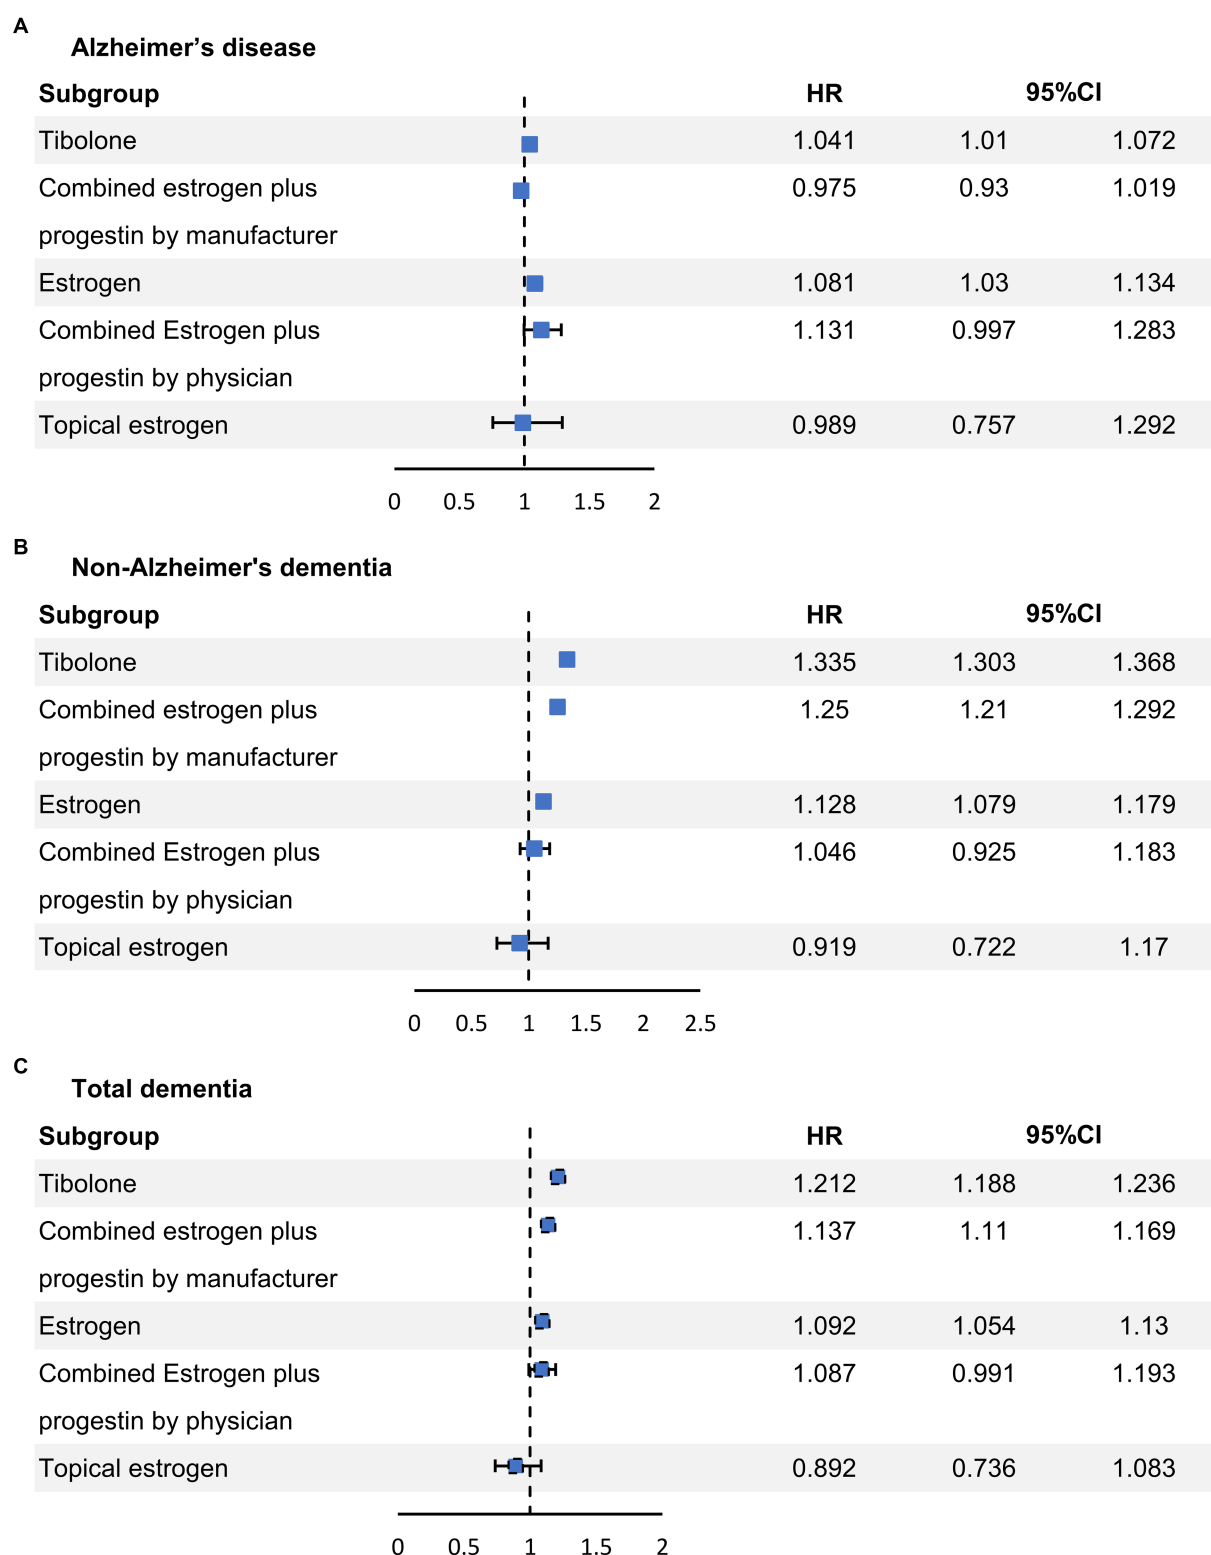 A
Alzheimer’s disease
Subgroup HR 95%CI
Tibolone 1.041 1.01 1.072
Combined estrogen plus 0.975 0.93 1.019
progestin by manufacturer
Estrogen 1.081 1.03 1.134
Combined Estrogen plus 1.131 0.997 1.283
progestin by physician
Topical estrogen 0.989 0.757 1.292
0 0.5 1 1.5 2
B
Non-Alzheimer's dementia
Subgroup HR 95%CI
Tibolone 1.335 1.303 1.368
Combined estrogen plus 1.25 1.21 1.292
progestin by manufacturer
Estrogen 1.128 1.079 1.179
Combined Estrogen plus 1.046 0.925 1.183
progestin by physician
Topical estrogen 0.919 0.722 1.17
0 0.5 1 1.5 2 2.5
C
Total dementia
Subgroup HR 95%CI
Tibolone 1.212 1.188 1.236
Combined estrogen plus 1.137 1.11 1.169
progestin by manufacturer
Estrogen 1.092 1.054 1.13
Combined Estrogen plus 1.087 0.991 1.193
progestin by physician
Topical estrogen 0.892 0.736 1.083
0 0.5 1 1.5 2